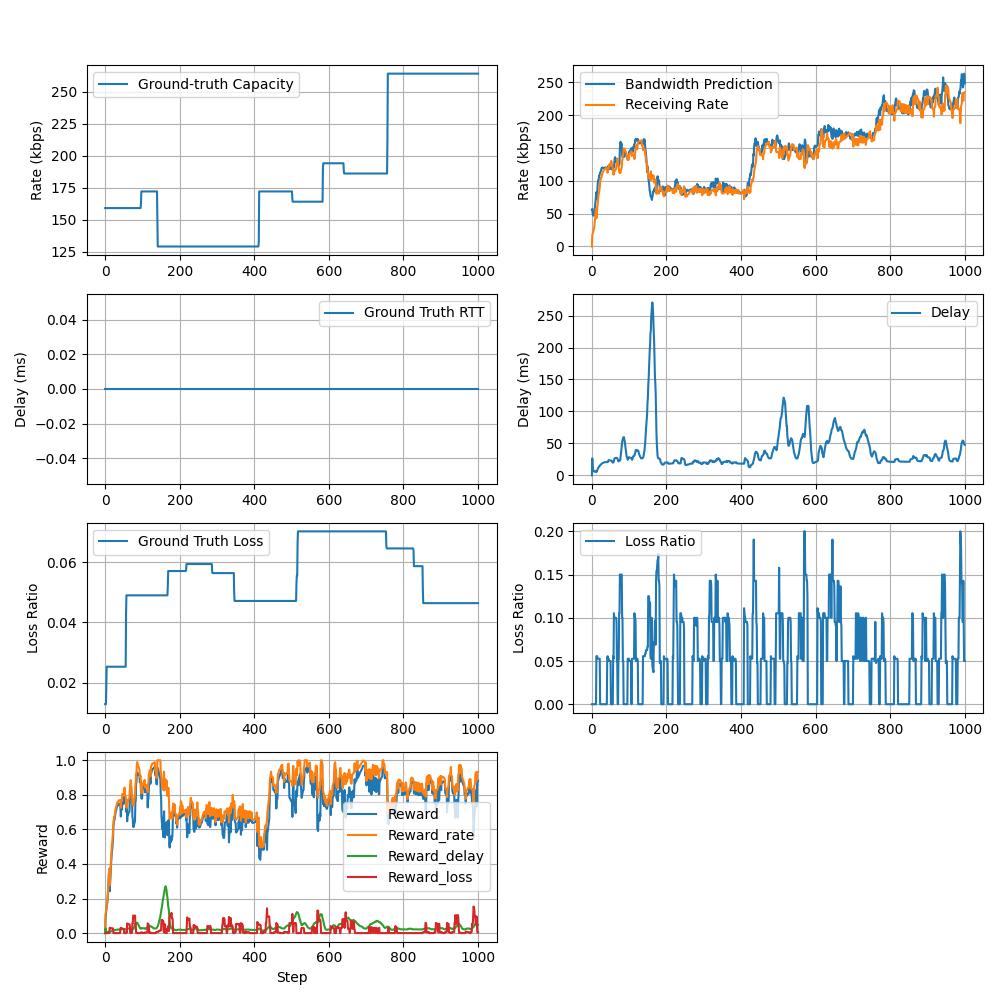 Ground-truth Capacity
Rate (kbps)
250
225
200
175
150
125
0 200 400 600 800 1000
Bandwidth Prediction
Receiving Rate
Rate (kbps)
250
200
150
100
50
0
0 200 400 600 800 1000
Ground Truth RTT
Delay (ms)
0.04
0.02
0.00
−0.02
−0.04
0 200 400 600 800 1000
Delay
Delay (ms)
250
200
150
100
50
0
0 200 400 600 800 1000
Ground Truth Loss
Loss Ratio
0.06
0.04
0.02
0 200 400 600 800 1000
Loss Ratio
Loss Ratio
0.20
0.15
0.10
0.05
0.00
0 200 400 600 800 1000
Reward
1.0
0.8
0.6
0.4
0.2
0.0
Reward
Reward_rate
Reward_delay
Reward_loss
0 200 400 600 800 1000
Step